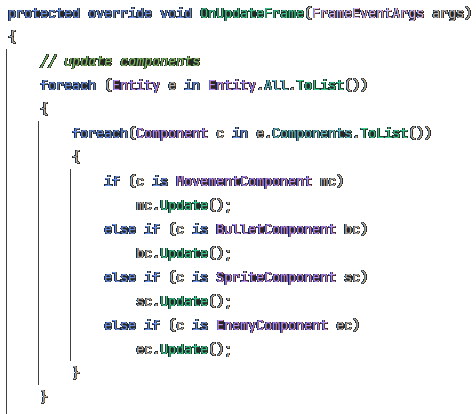 protected override void OnUpdateFrame(FrameEventArgs args)
{
// update components
foreach (Entity e in Entity.All.ToList())
{
foreach(Component c in e.Components.ToList())
{
if (c is MovementComponent mc)
mc.Update();
else if (c is BulletComponent bc)
bc.Update();
else if (c is SpriteComponent sc)
sc.Update();
else if (c is EnemyComponent ec)
ec.Update();
}
}